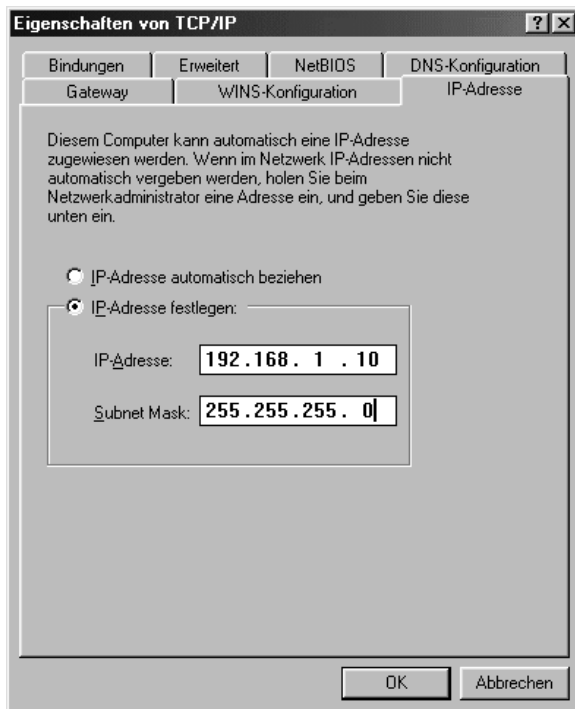 Eigenschaften von TCP/IP
Bindungen Erweitert NetBIOS DNS-Konfiguration
Gateway WINS-Konfiguration IP-Adresse
Diesem Computer kann automatisch eine IP-Adresse
zugewiesen werden. Wenn im Netzwerk IP-Adressen nicht
automatisch vergeben werden, holen Sie beim
Netzwerkadministrator eine Adresse ein, und geben Sie diese
unten ein.
IP-Adresse automatisch beziehen
IP-Adresse festlegen:
IP-Adresse: 192.168. 1 . 10
Subnet Mask: 255.255.255. 0
OK Abbrechen